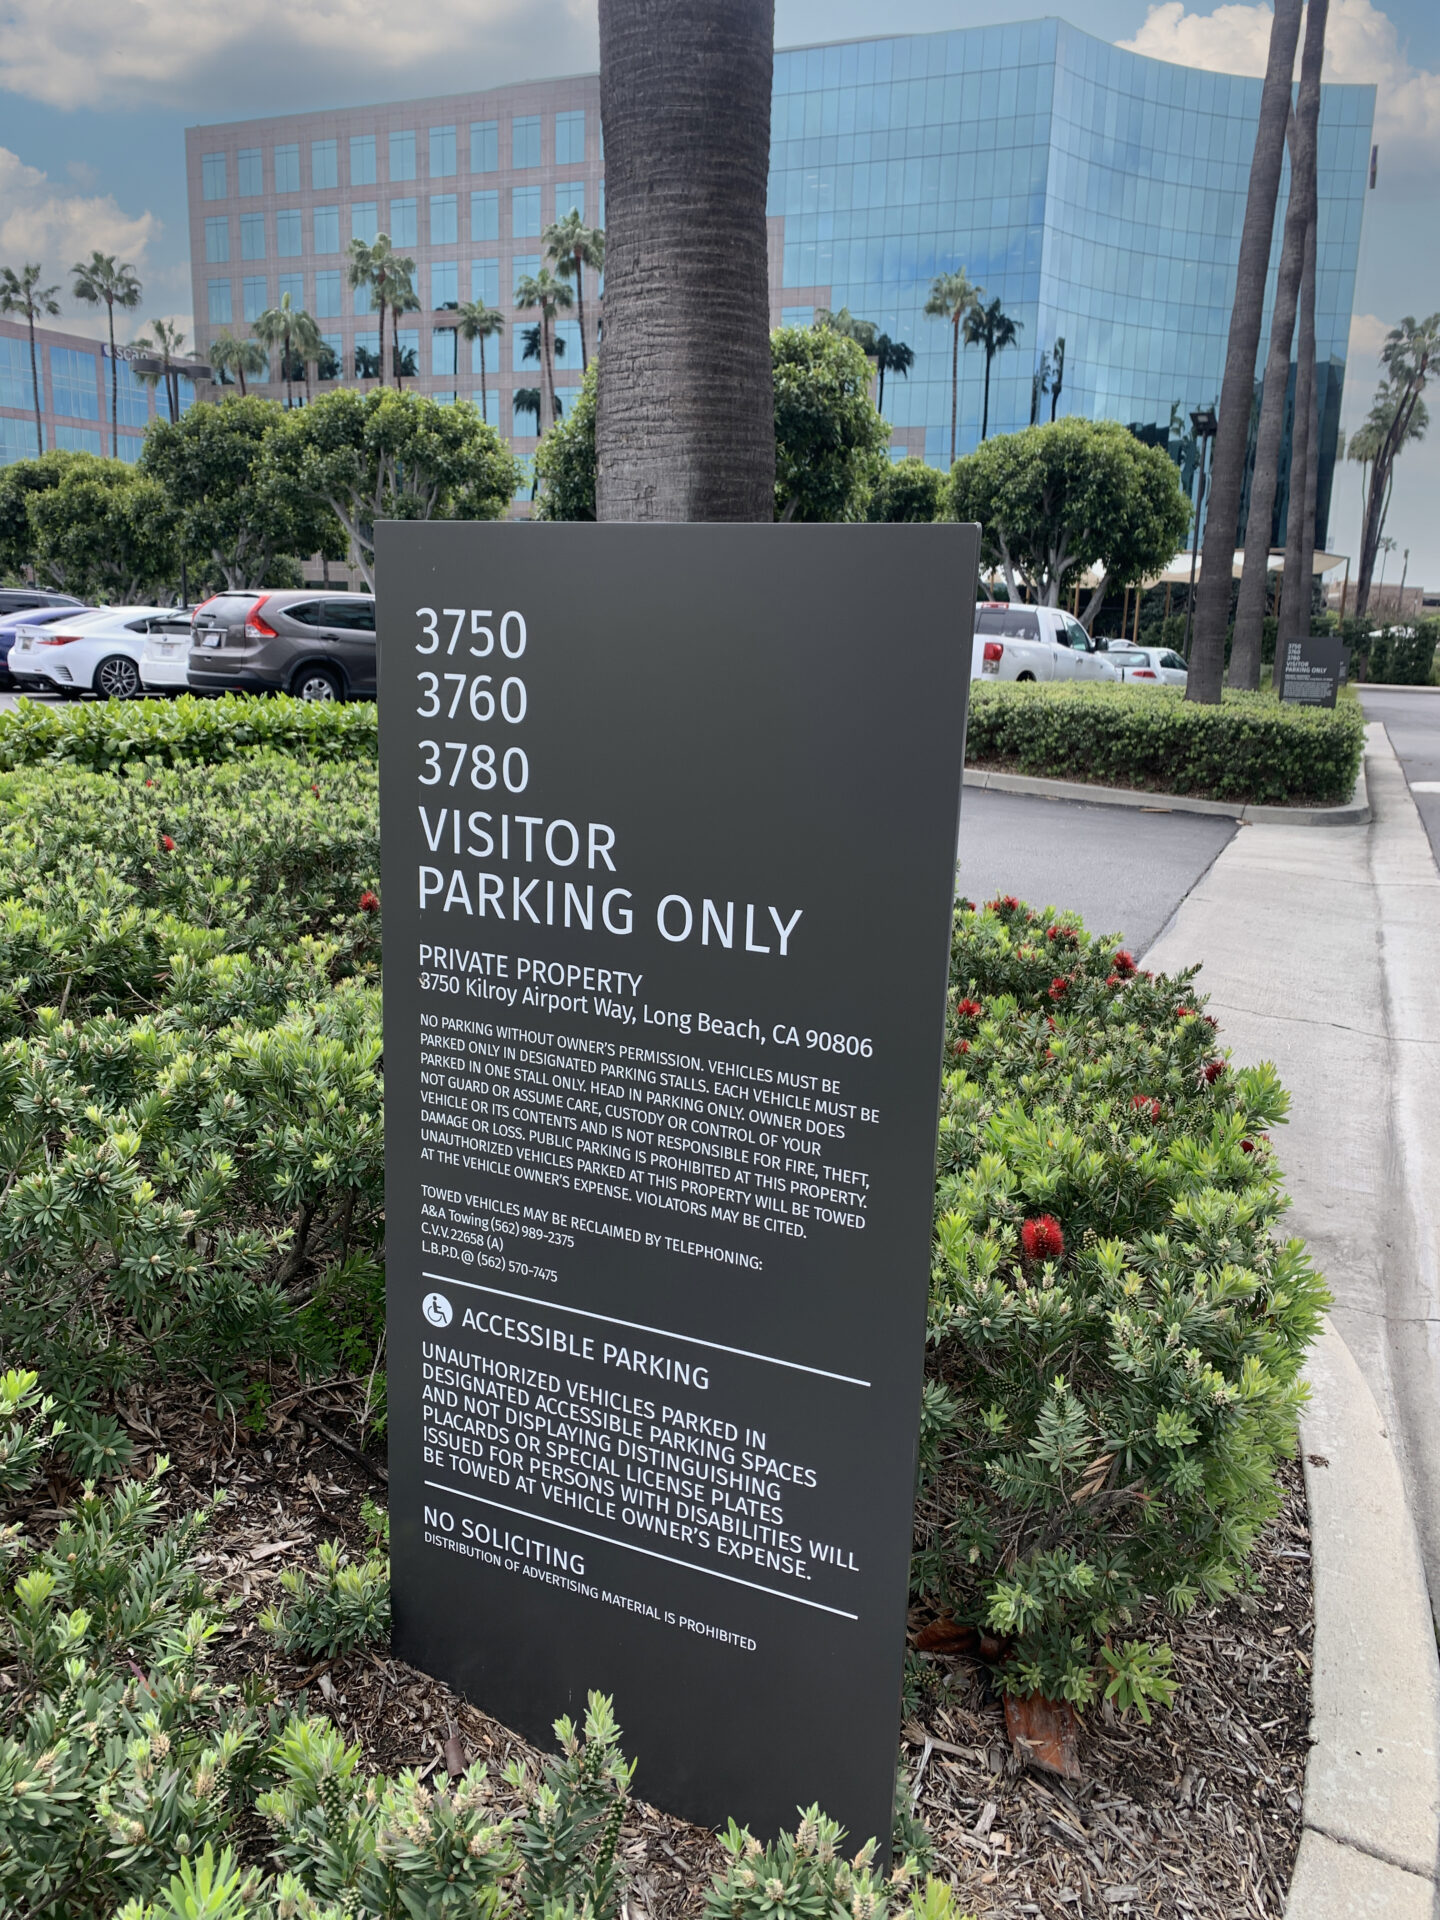 scan
3750
3760
3780
VISITOR
PARKING ONLY
PRIVATE PROPERTY
3750 Kilroy Airport Way, Long Beach, CA 90806
NO PARKING WITHOUT OWNER'S PERMISSION. VEHICLES MUST BE
PARKED ONLY IN DESIGNATED PARKING STALLS. EACH VEHICLE MUST BE
PARKED IN ONE STALL ONLY. HEAD IN PARKING ONLY. OWNER DOES
NOT GUARD OR ASSUME CARE, CUSTODY OR CONTROL OF YOUR
VEHICLE OR ITS CONTENTS AND IS NOT RESPONSIBLE FOR FIRE, THEFT,
DAMAGE OR LOSS. PUBLIC PARKING IS PROHIBITED AT THIS PROPERTY.
UNAUTHORIZED VEHICLES PARKED AT THIS PROPERTY WILL BE TOWED
AT THE VEHICLE OWNER'S EXPENSE. VIOLATORS MAY BE CITED.
TOWED VEHICLES MAY BE RECLAIMED BY TELEPHONING:
A&A Towing (562) 989-2375
C.V.V. 22658 (A)
L.B.P.D. @ (562) 570-7475
ACCESSIBLE PARKING
UNAUTHORIZED VEHICLES PARKED IN
DESIGNATED ACCESSIBLE PARKING SPACES
AND NOT DISPLAYING DISTINGUISHING
PLACARDS OR SPECIAL LICENSE PLATES
ISSUED FOR PERSONS WITH DISABILITIES WILL
BE TOWED AT VEHICLE OWNER'S EXPENSE.
NO SOLICITING
DISTRIBUTION OF ADVERTISING MATERIAL IS PROHIBITED
3750
3760
3780
VISITOR
PARKING ONLY